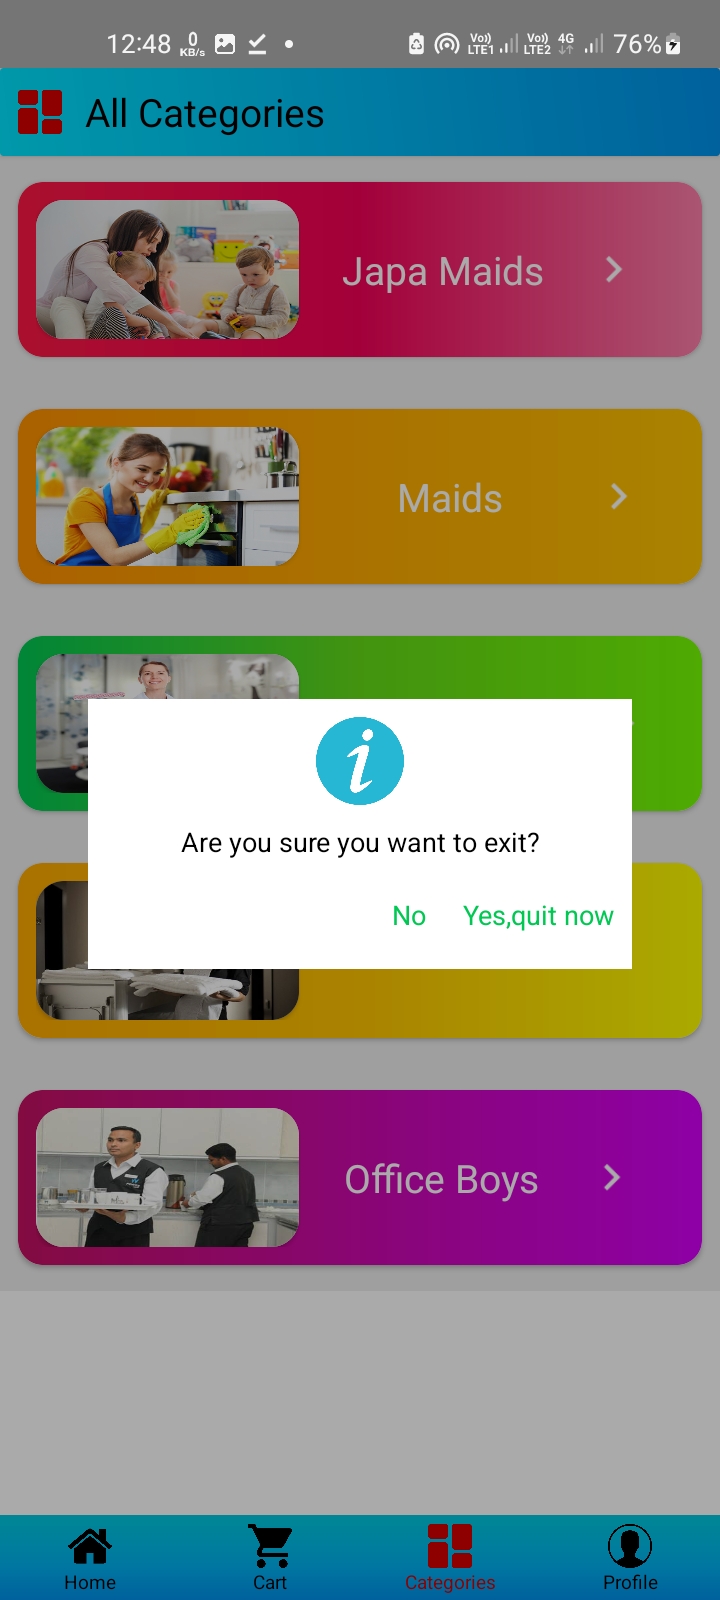 12:48 0 KB/s Vo) LTE1 Vo) LTE2 4G 76%
All Categories
Japa Maids
Maids
Are you sure you want to exit?
No Yes,quit now
Office Boys
Home Cart Categories Profile